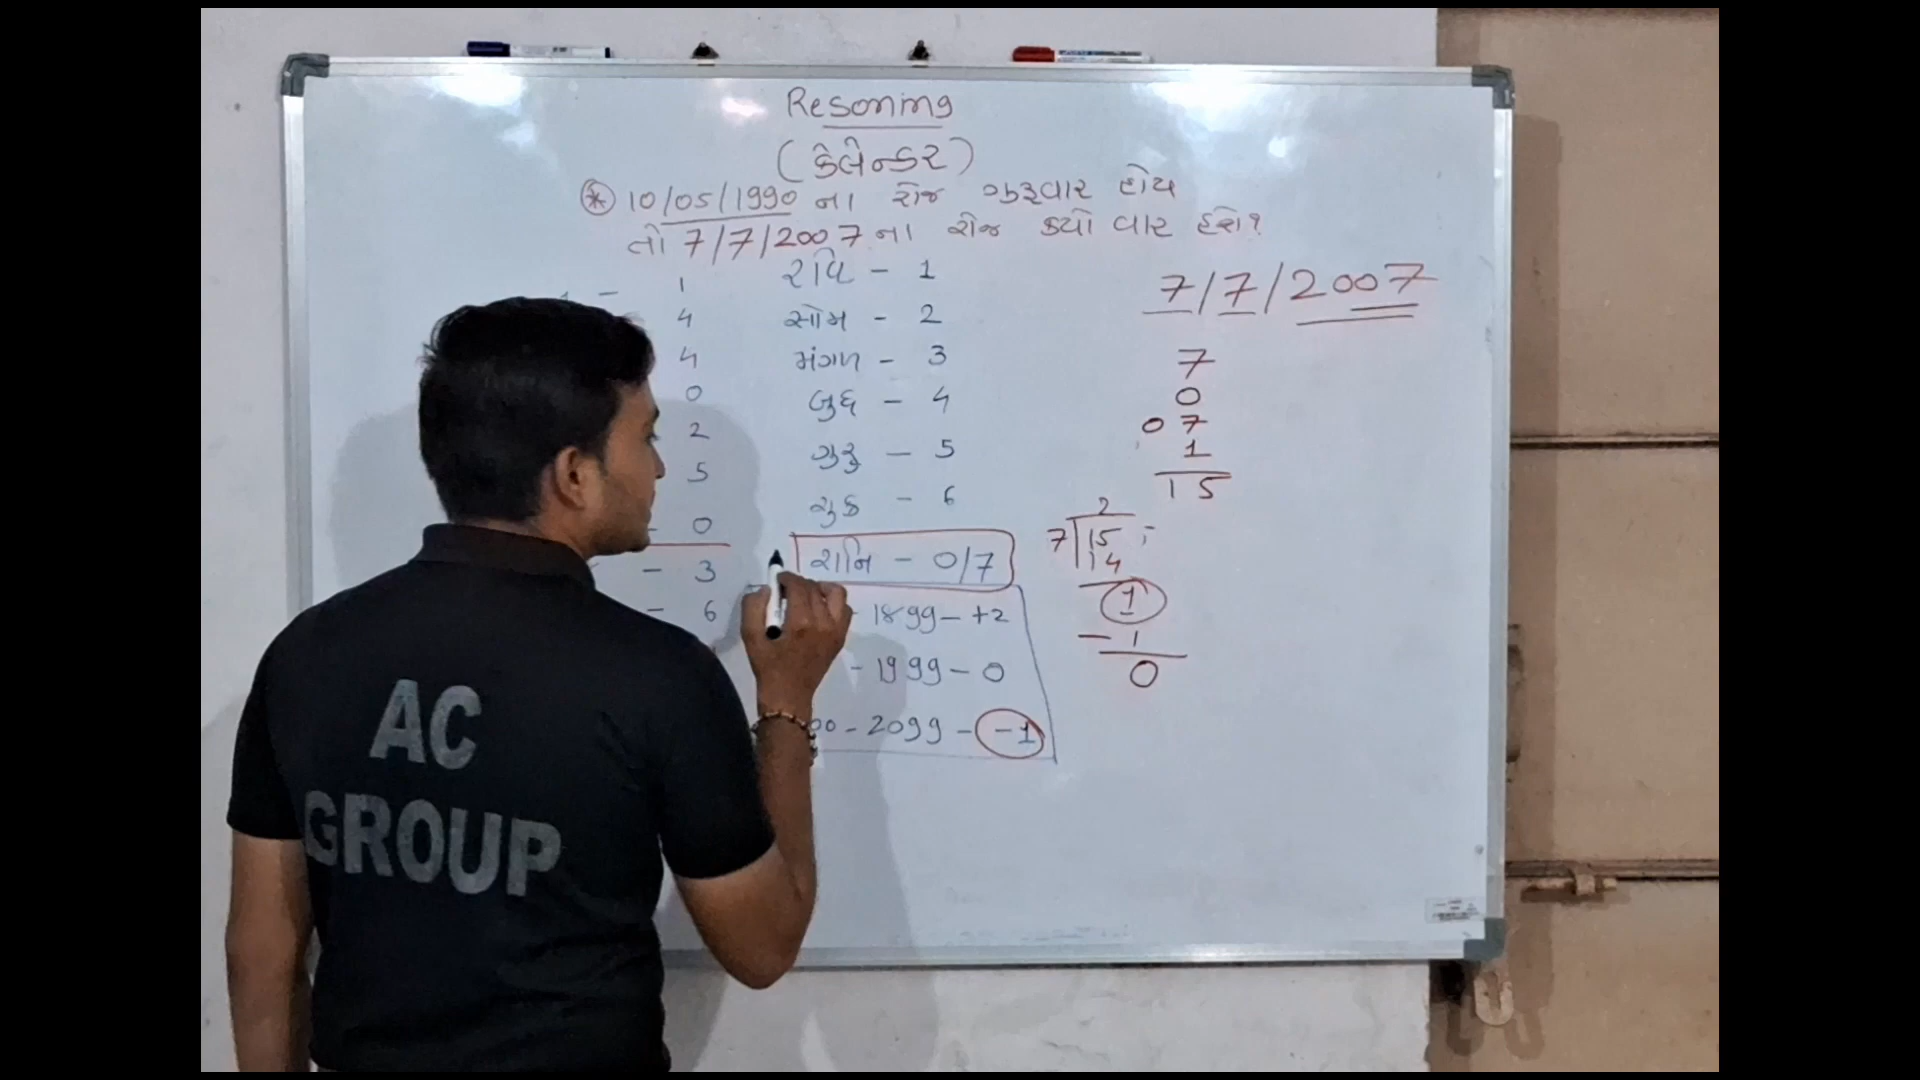 Resoning
(કેલેન્ડર)
* 10/05/1990 ના રોજ ગુરૂવાર હોય
તો 7/7/2007 ના રોજ ક્યો વાર હશે?
1
4
4
0
2
5
- 0
- 3
- 6
રવિ - 1
સોમ - 2
મંગળ - 3
બુધ - 4
ગુરૂ - 5
શુક્ર - 6
શનિ - 0/7
- 1899 - +2
- 1999 - 0
00 - 2099 - -1
7/7/2007
7
0
07
1
15
2
7 15
14
1
- 1
0
AC
GROUP